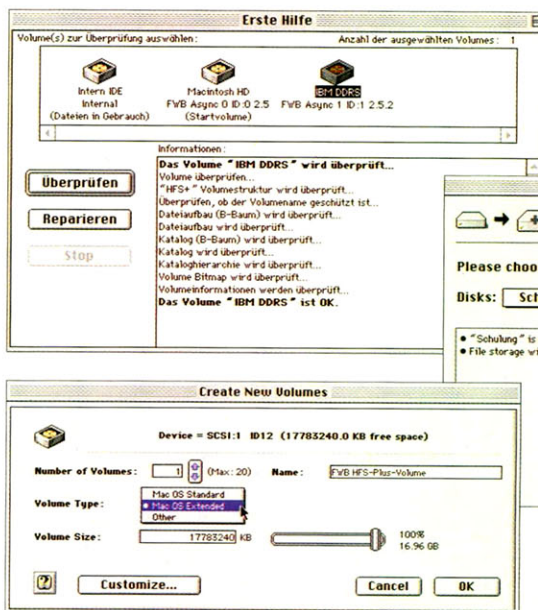 Erste Hilfe
Volume(s) zur Überprüfung auswählen:
Anzahl der ausgewählten Volumes: 1
Intern IDE
Internal
(Dateien in Gebrauch)
Macintosh HD
FWB Async 0 ID:0 2.5
(Startvolume)
IBM DDRS
FWB Async 1 ID:1 2.5.2
Informationen:
Überprüfen
Reparieren
Stop
Das Volume "IBM DDRS" wird überprüft...
Volume überprüfen...
"HFS+" Volumestruktur wird überprüft...
Überprüfen, ob der Volumename geschützt ist...
Dateiaufbau (B-Baum) wird überprüft...
Dateiaufbau wird überprüft...
Katalog (B-Baum) wird überprüft...
Katalog wird überprüft...
Kataloghierarchie wird überprüft...
Volume Bitmap wird überprüft...
Volumeinformationen werden überprüft...
Das Volume "IBM DDRS" ist OK.
Please choo
Disks: Sch
• "Schulung" is
• File storage wi
Create New Volumes
Device = SCSI:1 ID12 (17783240.0 KB free space)
Number of Volumes: 1 (Max: 20) Name: FWB HFS-Plus-Volume
Volume Type:
Mac OS Standard
• Mac OS Extended
Other
Volume Size: 17783240 KB
100%
16.96 GB
?
Customize...
Cancel
OK